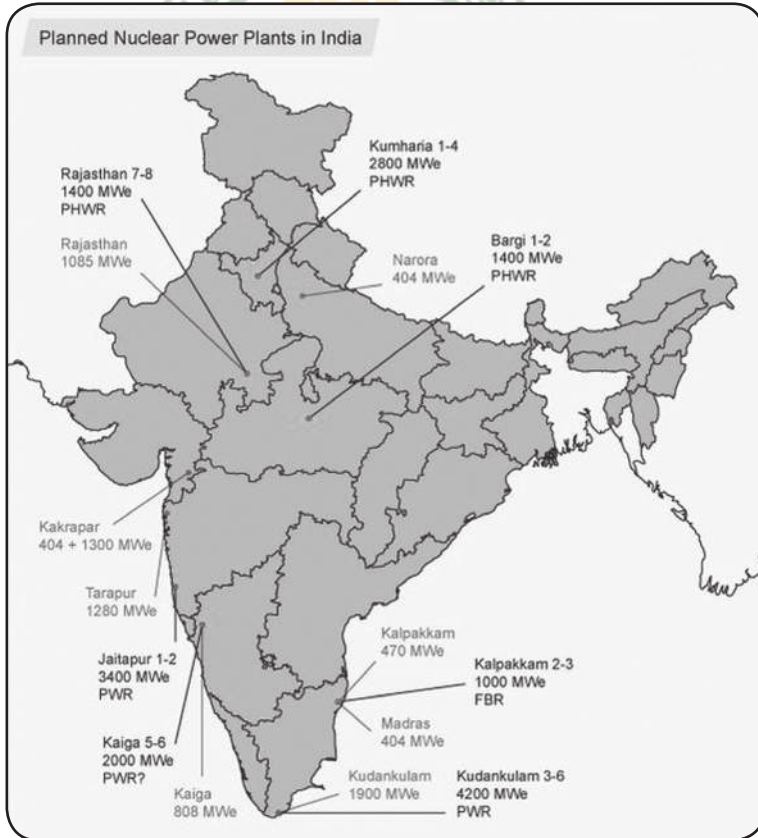 Planned Nuclear Power Plants in India
Kumharia 1-4
2800 MWe
PHWR
Rajasthan 7-8
1400 MWe
PHWR
Rajasthan
1085 MWe
Narora
404 MWe
Bargi 1-2
1400 MWe
PHWR
Kakrapar
404 + 1300 MWe
Tarapur
1280 MWe
Jaitapur 1-2
3400 MWe
PWR
Kalpakkam
470 MWe
Kalpakkam 2-3
1000 MWe
FBR
Madras
404 MWe
Kaiga 5-6
2000 MWe
PWR?
Kaiga
808 MWe
Kudankulam
1900 MWe
Kudankulam 3-6
4200 MWe
PWR